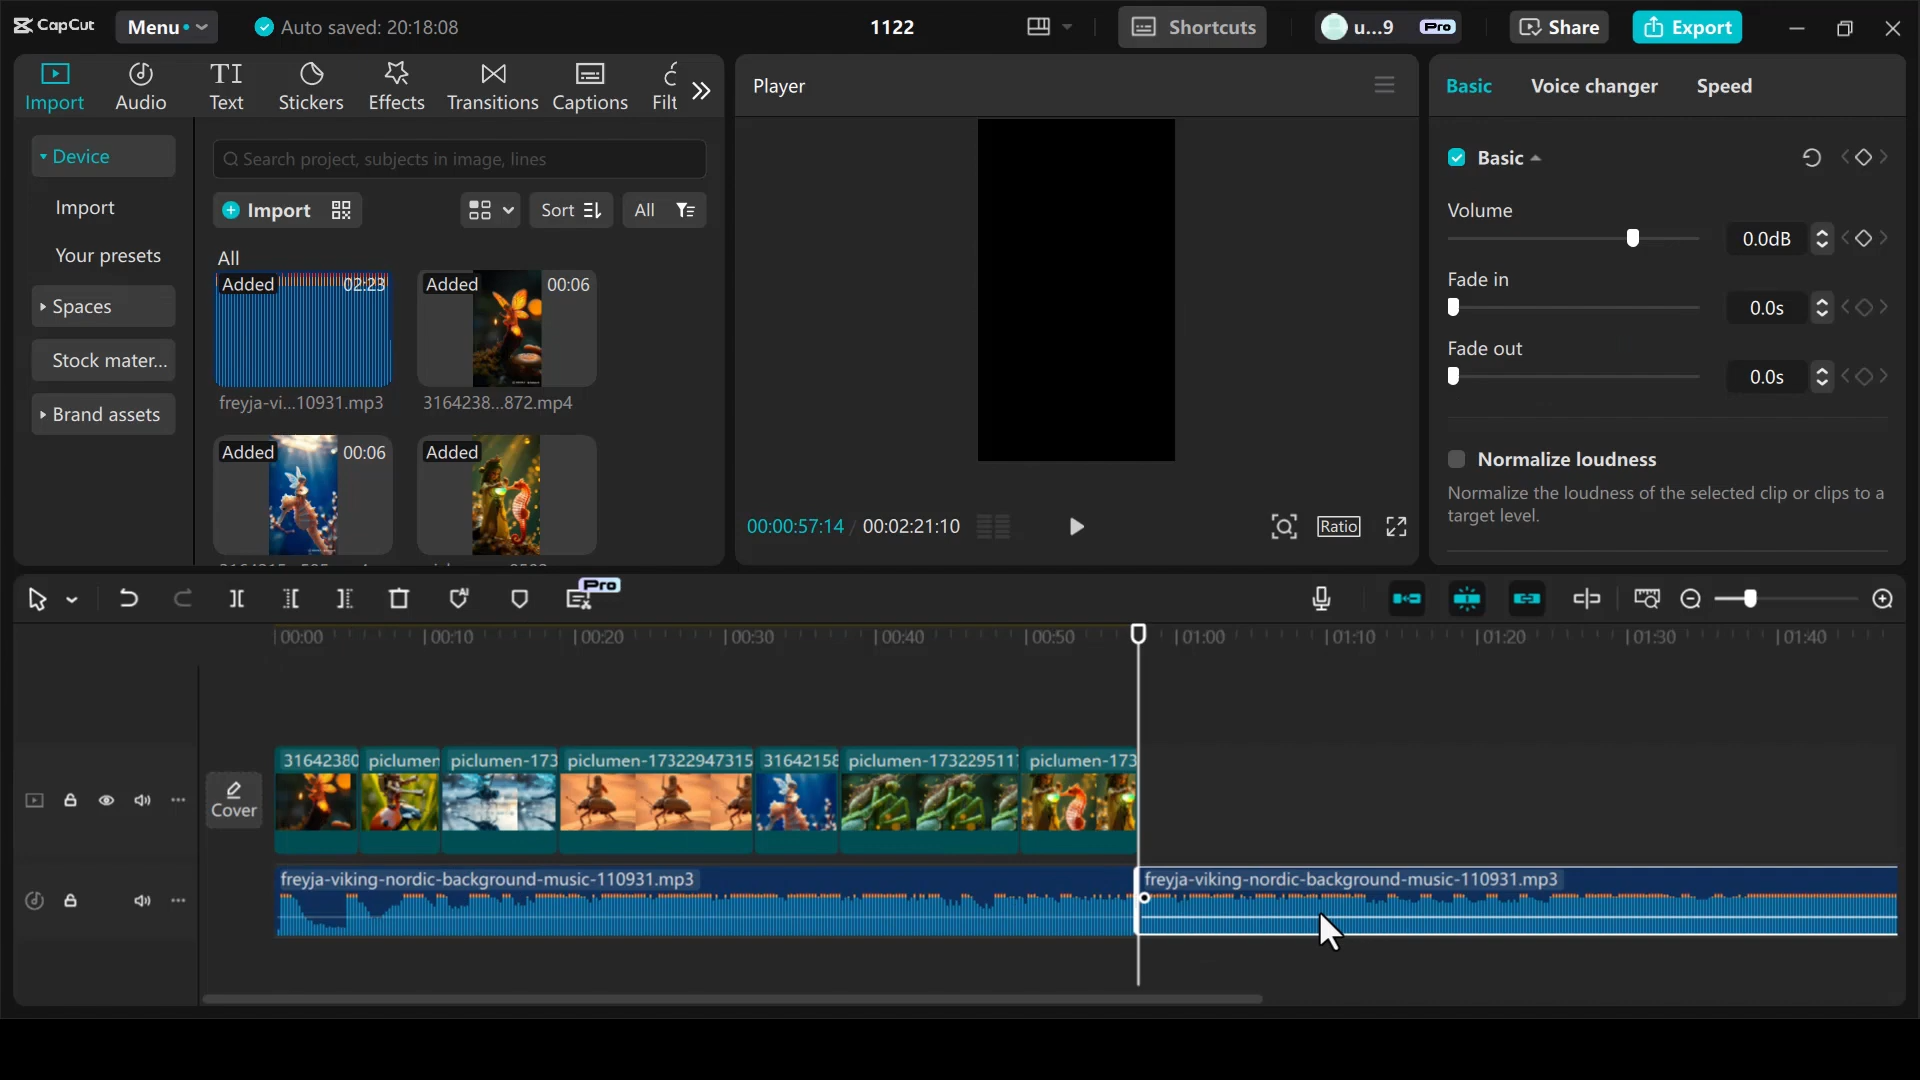 CapCut Menu Auto saved: 20:18:08 1122 Shortcuts u...9 Pro Share Export
Import Audio Text Stickers Effects Transitions Captions Filt
Device
Import
Your presets
Spaces
Stock mater...
Brand assets
Search project, subjects in image, lines
Import Sort All
All
Added 02:23 Added 00:06
freyja-vi...10931.mp3 3164238...872.mp4
Added 00:06 Added
Player
00:00:57:14 / 00:02:21:10 Ratio
Basic Voice changer Speed
Basic
Volume
0.0dB
Fade in
0.0s
Fade out
0.0s
Normalize loudness
Normalize the loudness of the selected clip or clips to a
target level.
Pro
00:00 00:10 00:20 00:30 00:40 00:50 01:00 01:10 01:20 01:30 01:40
31642380 piclumen piclumen-173 piclumen-17322947315 31642158 piclumen-1732295117 piclumen-173
Cover
freyja-viking-nordic-background-music-110931.mp3 freyja-viking-nordic-background-music-110931.mp3